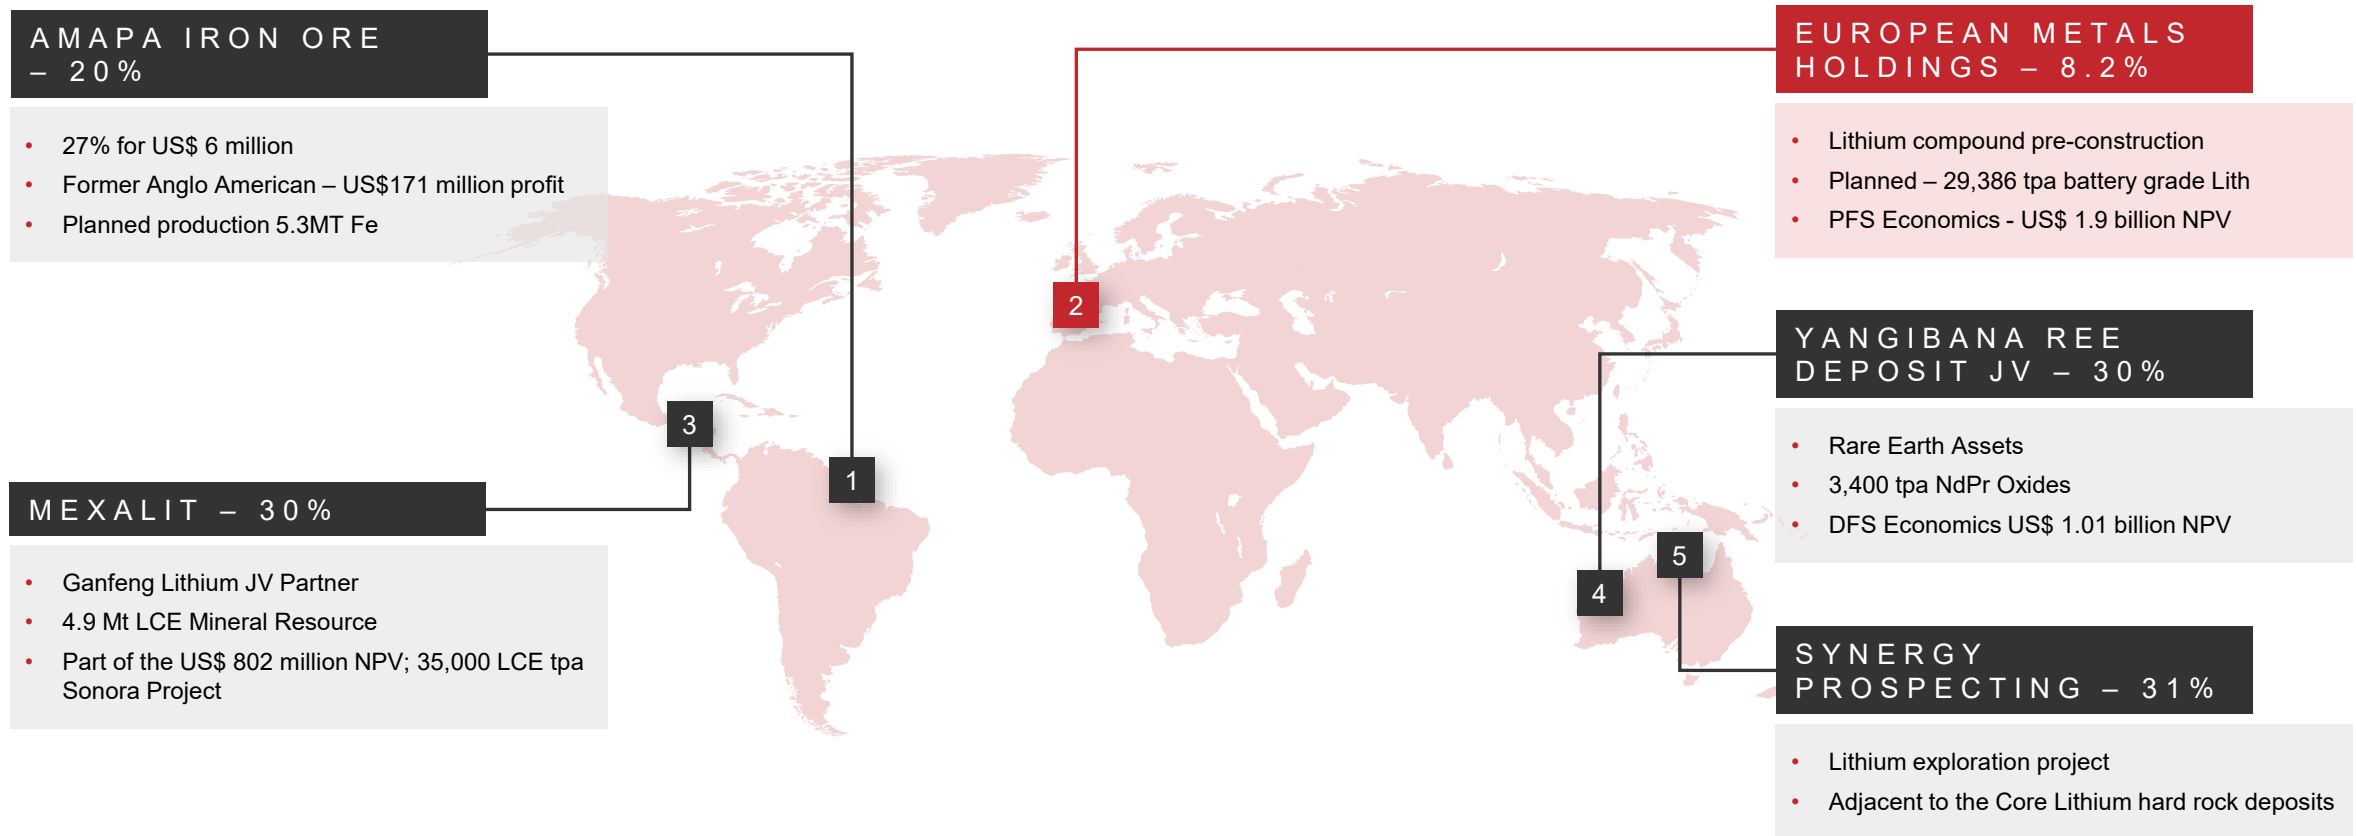 AMAPA IRON ORE
– 20%
• 27% for US$ 6 million
• Former Anglo American – US$171 million profit
• Planned production 5.3MT Fe
MEXALIT – 30%
• Ganfeng Lithium JV Partner
• 4.9 Mt LCE Mineral Resource
• Part of the US$ 802 million NPV; 35,000 LCE tpa
Sonora Project
3
1
2
4
5
EUROPEAN METALS
HOLDINGS – 8.2%
• Lithium compound pre-construction
• Planned – 29,386 tpa battery grade Lith
• PFS Economics - US$ 1.9 billion NPV
YANGIBANA REE
DEPOSIT JV – 30%
• Rare Earth Assets
• 3,400 tpa NdPr Oxides
• DFS Economics US$ 1.01 billion NPV
SYNERGY
PROSPECTING – 31%
• Lithium exploration project
• Adjacent to the Core Lithium hard rock deposits